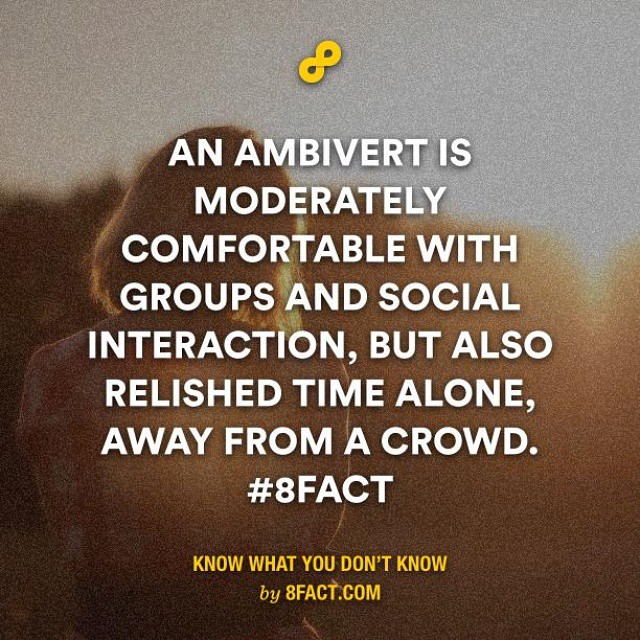 AN AMBIVERT IS
MODERATELY
COMFORTABLE WITH
GROUPS AND SOCIAL
INTERACTION, BUT ALSO
RELISHED TIME ALONE,
AWAY FROM A CROWD.
#8FACT
KNOW WHAT YOU DON'T KNOW
by 8FACT.COM